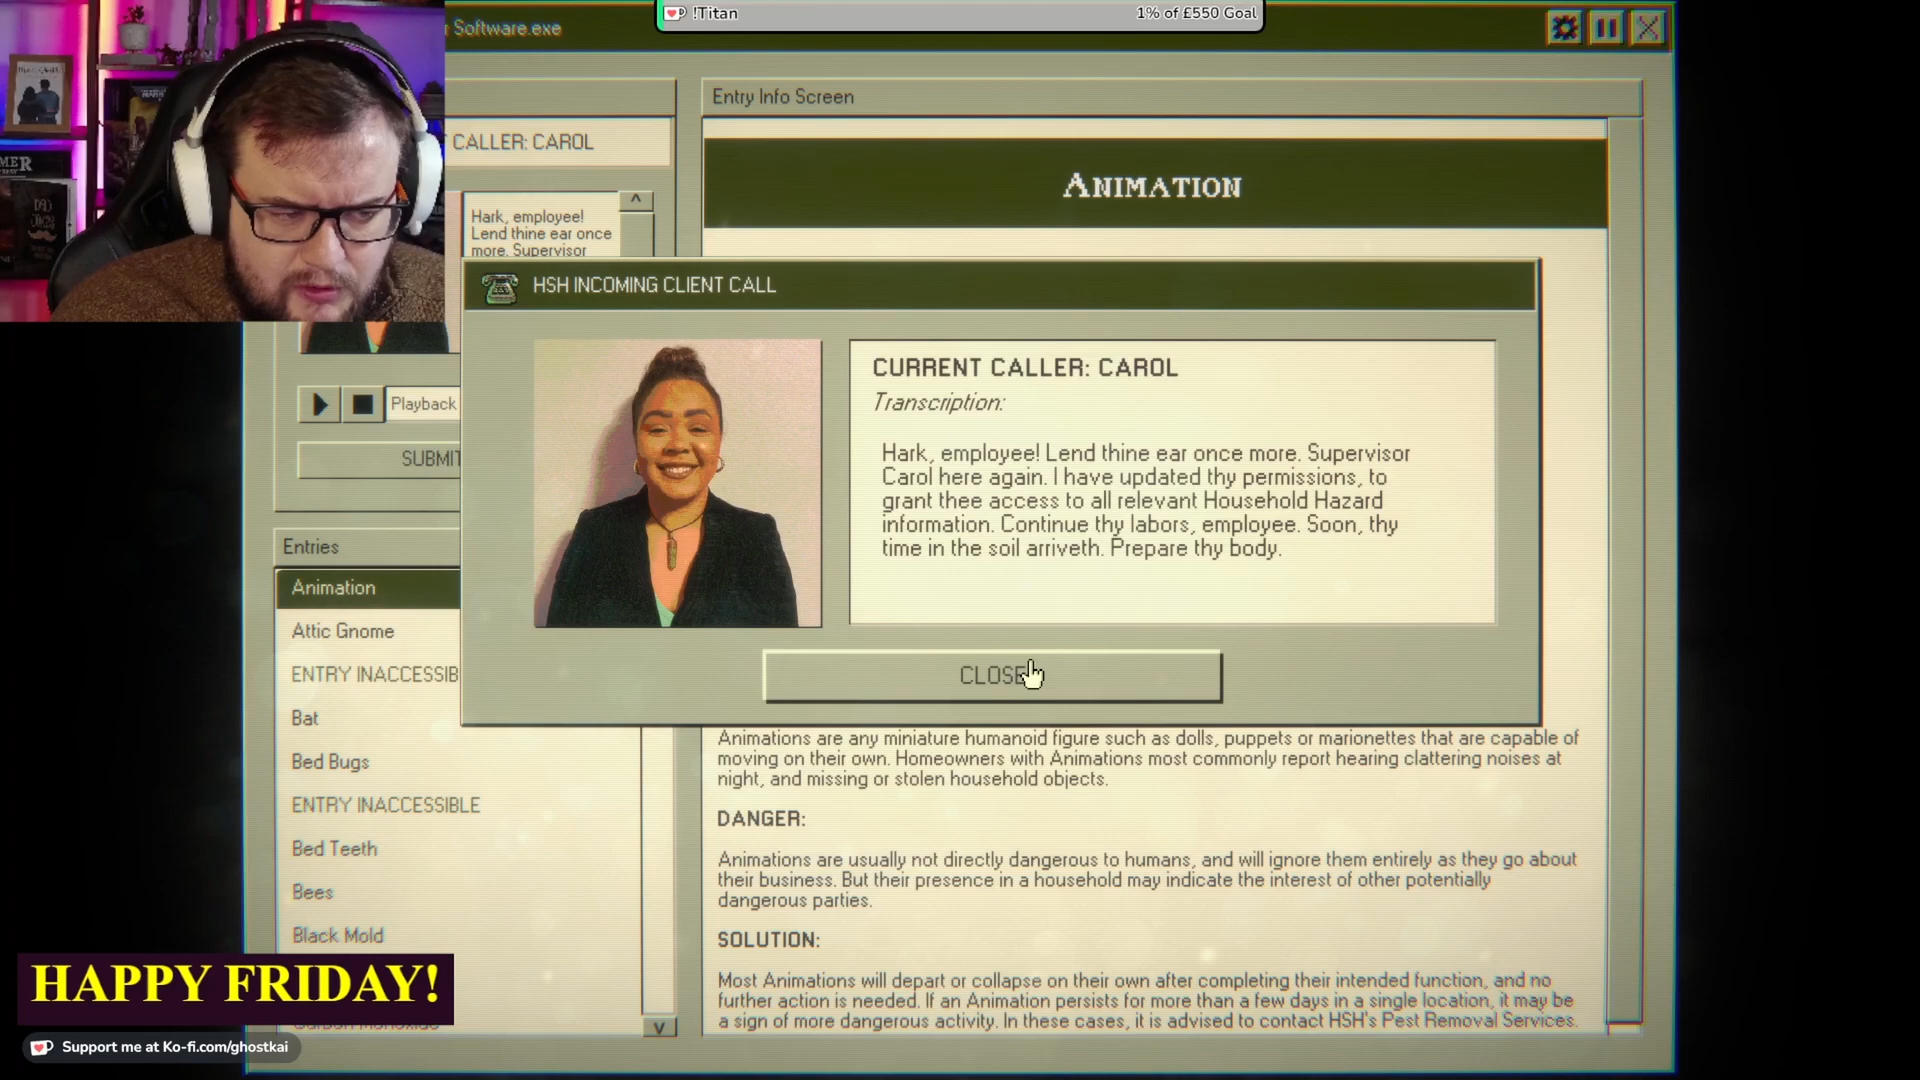 !Titan
1% of £550 Goal
Software.exe
Entry Info Screen
CALLER: CAROL
ANIMATION
Hark, employee!
Lend thine ear once
more. Supervisor
HSH INCOMING CLIENT CALL
CURRENT CALLER: CAROL
Transcription:
Hark, employee! Lend thine ear once more. Supervisor
Carol here again. I have updated thy permissions, to
grant thee access to all relevant Household Hazard
information. Continue thy labors, employee. Soon, thy
time in the soil arriveth. Prepare thy body.
CLOSE
Playback
SUBMIT
Entries
Animation
Attic Gnome
ENTRY INACCESSIB
Bat
Bed Bugs
ENTRY INACCESSIBLE
Bed Teeth
Bees
Black Mold
Animations are any miniature humanoid figure such as dolls, puppets or marionettes that are capable of
moving on their own. Homeowners with Animations most commonly report hearing clattering noises at
night, and missing or stolen household objects.
DANGER:
Animations are usually not directly dangerous to humans, and will ignore them entirely as they go about
their business. But their presence in a household may indicate the interest of other potentially
dangerous parties.
SOLUTION:
Most Animations will depart or collapse on their own after completing their intended function, and no
further action is needed. If an Animation persists for more than a few days in a single location, it may be
a sign of more dangerous activity. In these cases, it is advised to contact HSH's Pest Removal Services.
HAPPY FRIDAY!
Support me at Ko-fi.com/ghostkai